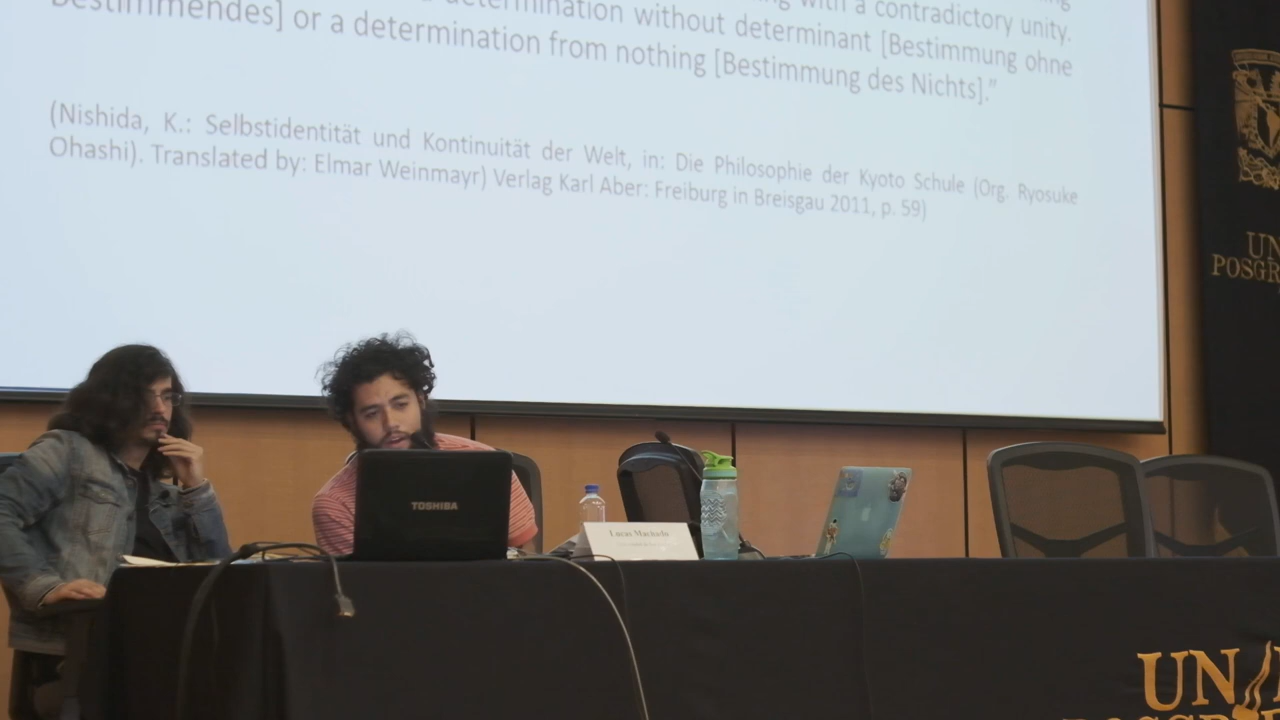 with a contradictory unity.
determination without determinant [Bestimmung ohne
Bestimmendes] or a determination from nothing [Bestimmung des Nichts]."
(Nishida, K.: Selbstidentität und Kontinuität der Welt, in: Die Philosophie der Kyoto Schule (Org. Ryosuke
Ohashi). Translated by: Elmar Weinmayr) Verlag Karl Aber: Freiburg in Breisgau 2011, p. 59)
UN
POSGR
TOSHIBA
Lucas Machado
UN
POSGR